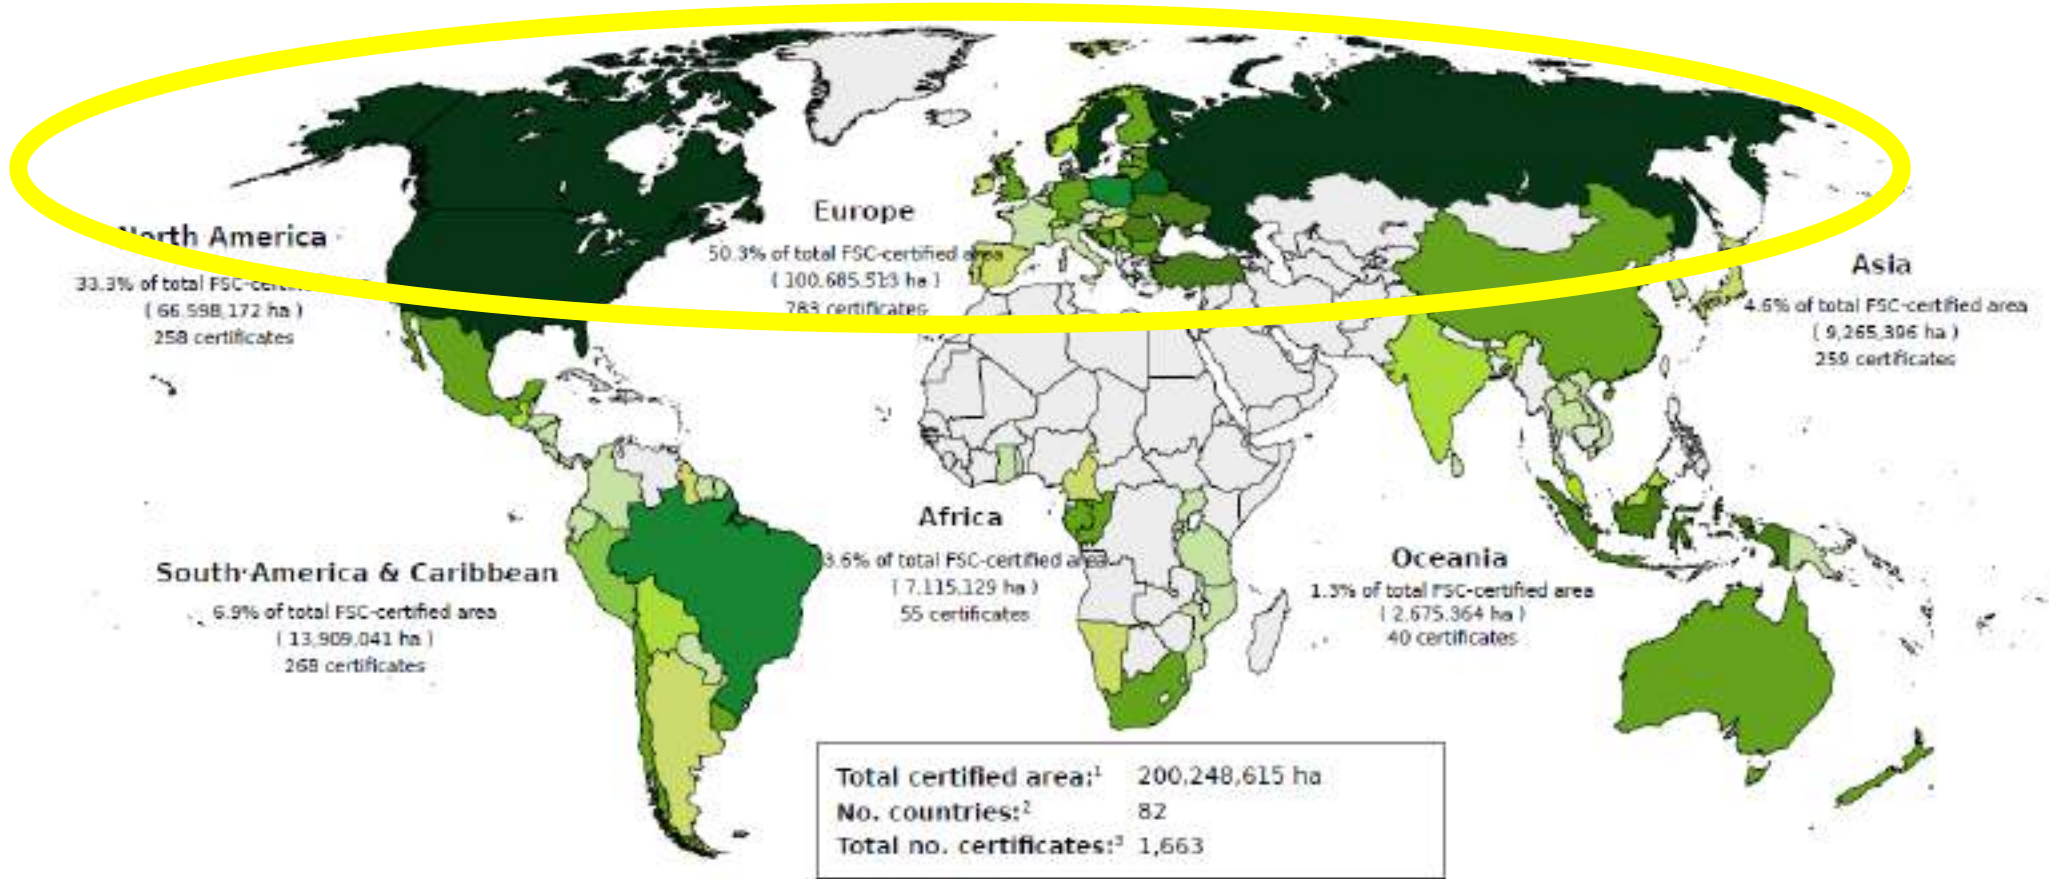 North America
33.3% of total FSC-certified
( 66,598,172 ha )
258 certificates
Europe
50.3% of total FSC-certified area
( 100,685,513 ha )
783 certificates
Asia
4.6% of total FSC-certified area
( 9,265,396 ha )
259 certificates
South America & Caribbean
6.9% of total FSC-certified area
( 13,909,041 ha )
268 certificates
Africa
3.6% of total FSC-certified area
( 7,115,129 ha )
55 certificates
Oceania
1.3% of total FSC-certified area
( 2,675,364 ha )
40 certificates
Total certified area:¹ 200,248,615 ha
No. countries:² 82
Total no. certificates:³ 1,663